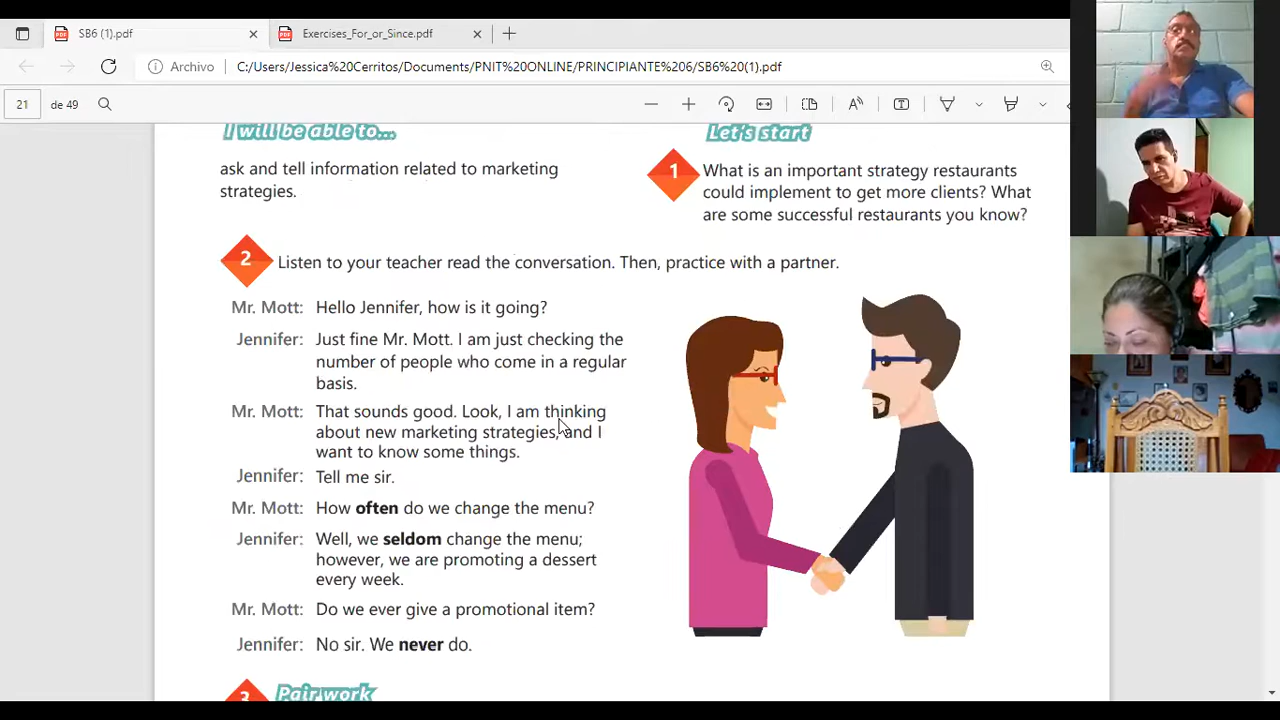 SB6 (1).pdf
Exercises_For_or_Since.pdf
Archivo
C:/Users/Jessica%20Cerritos/Documents/PNIT%20ONLINE/PRINCIPIANTE%206/SB6%20(1).pdf
21 de 49
I will be able to...
ask and tell information related to marketing
strategies.
Let's start
1
What is an important strategy restaurants
could implement to get more clients? What
are some successful restaurants you know?
2
Listen to your teacher read the conversation. Then, practice with a partner.
Mr. Mott: Hello Jennifer, how is it going?
Jennifer: Just fine Mr. Mott. I am just checking the
number of people who come in a regular
basis.
Mr. Mott: That sounds good. Look, I am thinking
about new marketing strategies, and I
want to know some things.
Jennifer: Tell me sir.
Mr. Mott: How often do we change the menu?
Jennifer: Well, we seldom change the menu;
however, we are promoting a dessert
every week.
Mr. Mott: Do we ever give a promotional item?
Jennifer: No sir. We never do.
3
Pair work